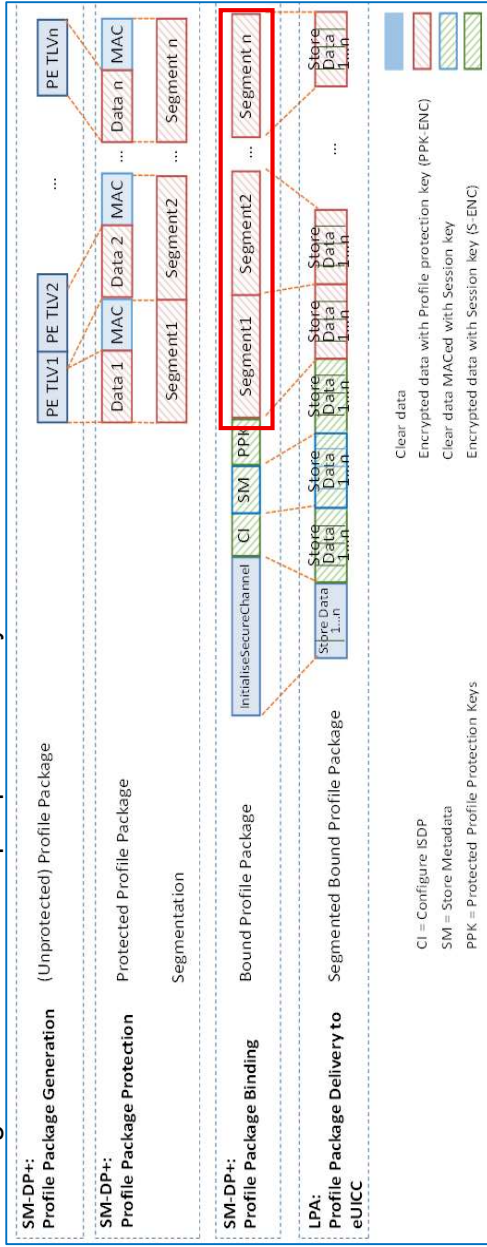 SM-DP+:
Profile Package Generation
(Unprotected) Profile Package
PE TLV1
PE TLV2
...
PE TLVn
SM-DP+:
Profile Package Protection
Protected Profile Package
Data 1
MAC
Data 2
MAC
...
Data n
MAC
Segmentation
Segment1
Segment2
...
Segment n
SM-DP+:
Profile Package Binding
Bound Profile Package
InitialiseSecureChannel
CI
SM
PPK
Segment1
Segment2
...
Segment n
LPA:
Profile Package Delivery to
eUICC
Segmented Bound Profile Package
Store Data
1...n
Store
Data
1...n
Store
Data
1...n
Store
Data
1...n
Store
Data
1...n
Store
Data
1...n
...
Store
Data
1...n
CI = Configure ISDP
SM = Store Metadata
PPK = Protected Profile Protection Keys
Clear data
Encrypted data with Profile protection key (PPK-ENC)
Clear data MACed with Session key
Encrypted data with Session key (S-ENC)